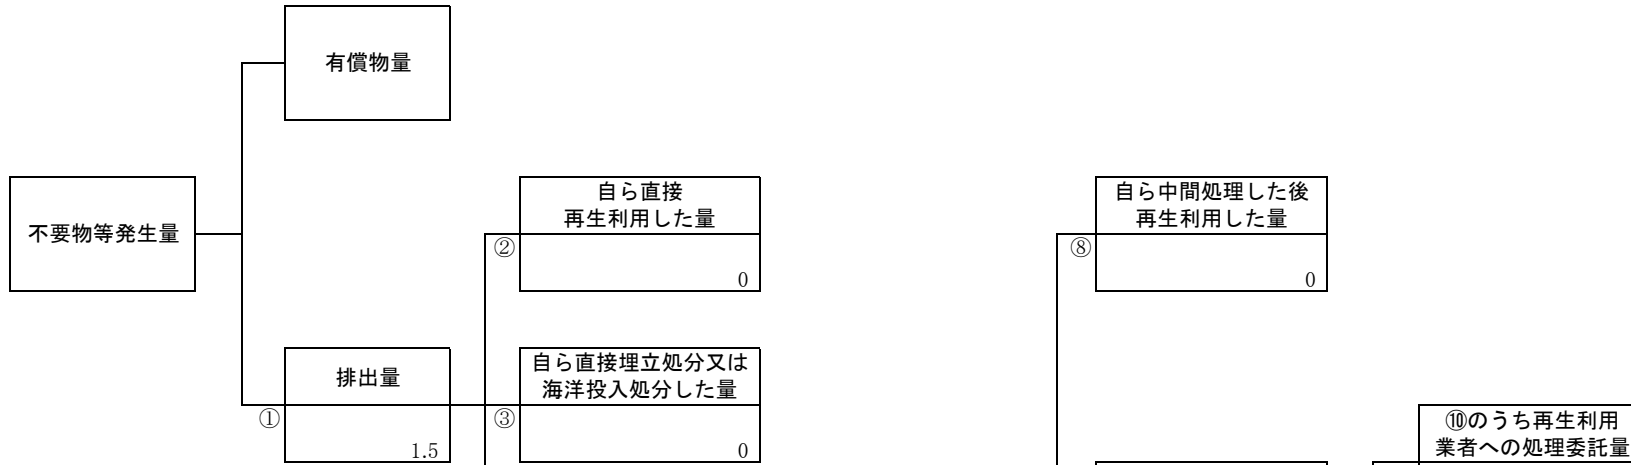 有償物量
不要物等発生量
自ら直接
再生利用した量
②
0
自ら中間処理した後
再生利用した量
⑧
0
排出量
①
1.5
自ら直接埋立処分又は
海洋投入処分した量
③
0
⑩のうち再生利用
業者への処理委託量